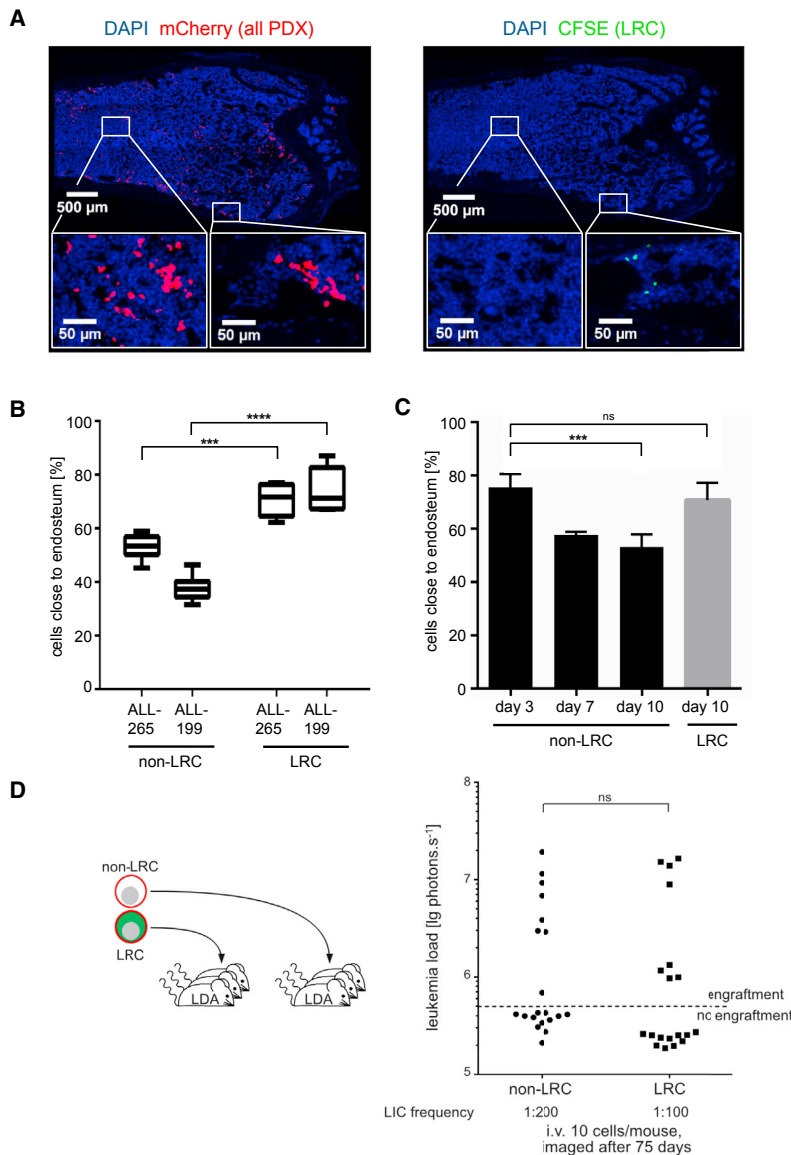 A
DAPI mCherry (all PDX)
DAPI CFSE (LRC)
500 µm
50 µm
50 µm
500 µm
50 µm
50 µm
B
cells close to endosteum [%]
100
80
60
40
20
0
***
****
ALL-265
ALL-199
ALL-265
ALL-199
non-LRC
LRC
C
cells close to endosteum [%]
100
80
60
40
20
0
ns
***
day 3
day 7
day 10
day 10
non-LRC
LRC
D
non-LRC
LRC
LDA
LDA
leukemia load [lg photons.s⁻¹]
8
7
6
5
ns
engraftment
no engraftment
non-LRC
LRC
LIC frequency
1:200
1:100
i.v. 10 cells/mouse,
imaged after 75 days